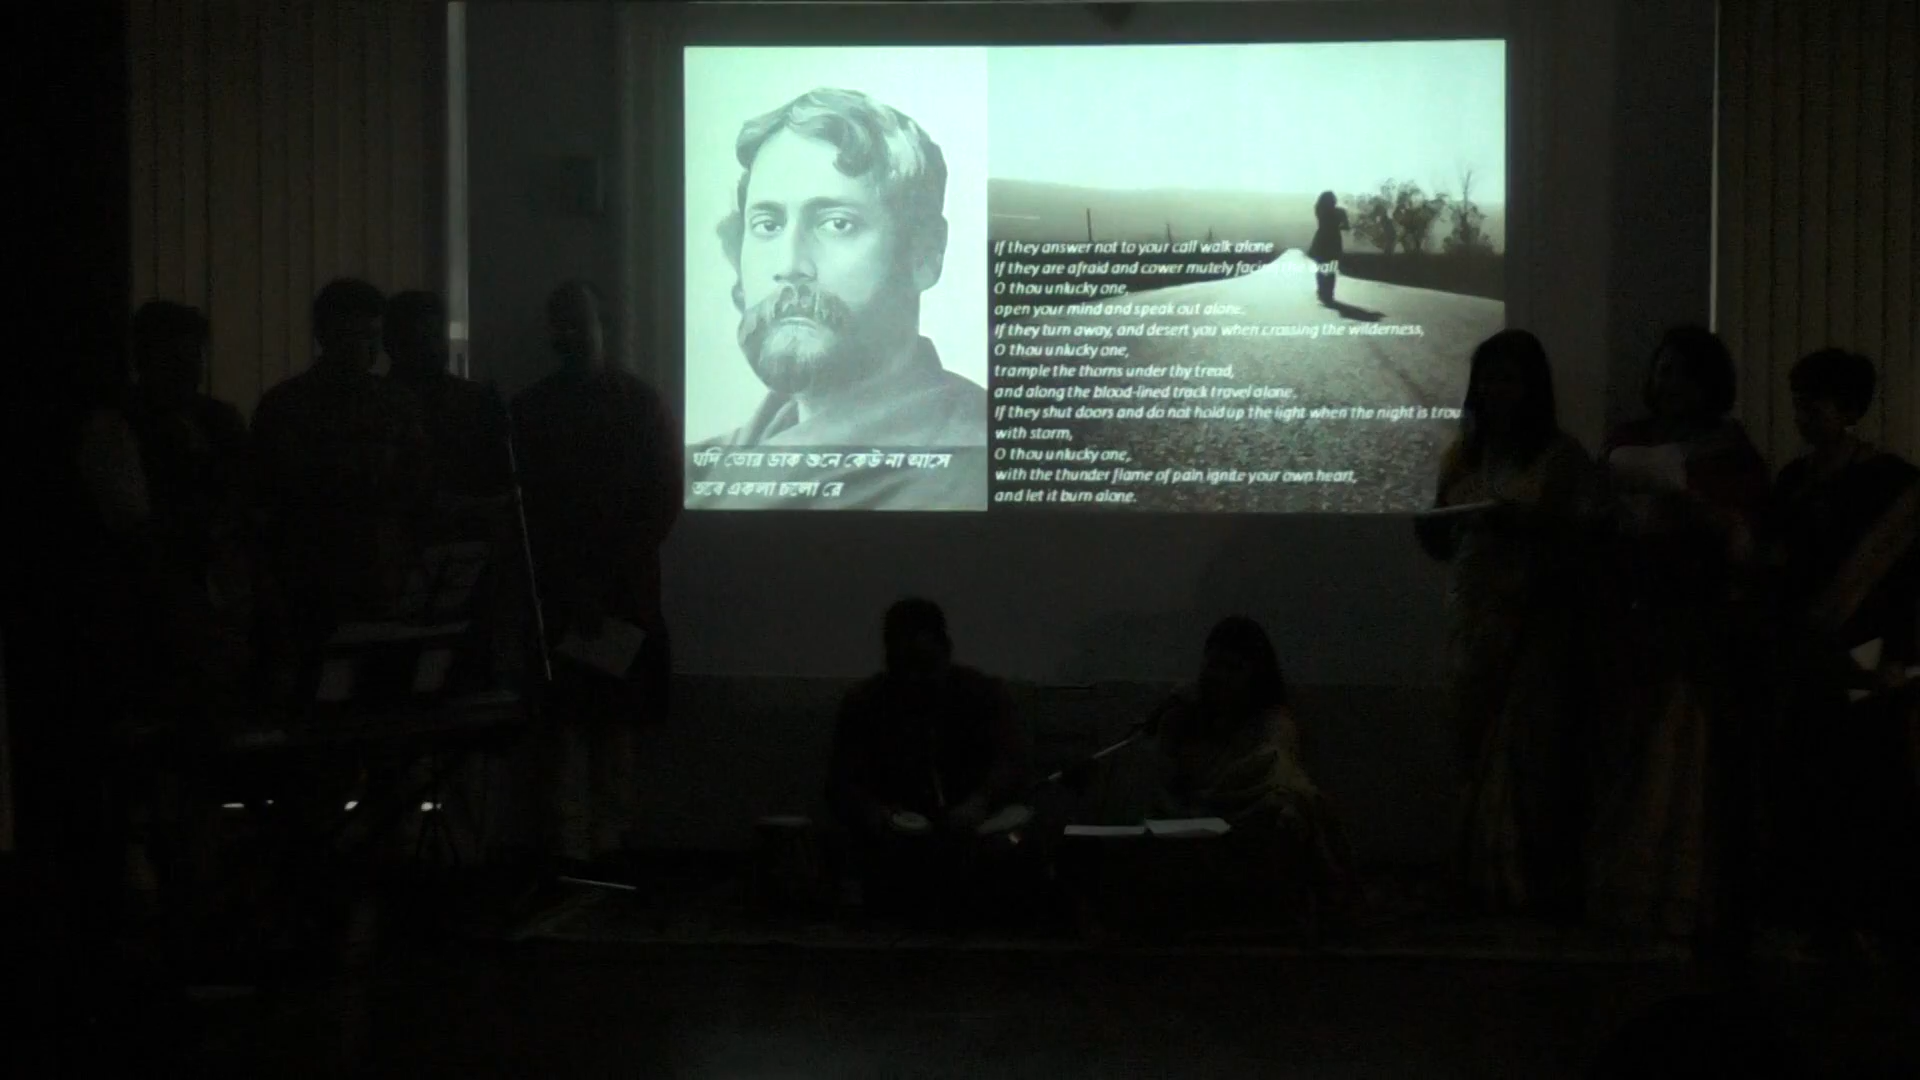 যদি তোর ডাক শুনে কেউ না আসে
তবে একলা চলো রে
If they answer not to your call walk alone
If they are afraid and cower mutely facing the wall,
O thou unlucky one,
open your mind and speak out alone.
If they turn away, and desert you when crossing the wilderness,
O thou unlucky one,
trample the thorns under thy tread,
and along the blood-lined track travel alone.
If they shut doors and do not hold up the light when the night is
with storm,
O thou unlucky one,
with the thunder flame of pain ignite your own heart,
and let it burn alone.